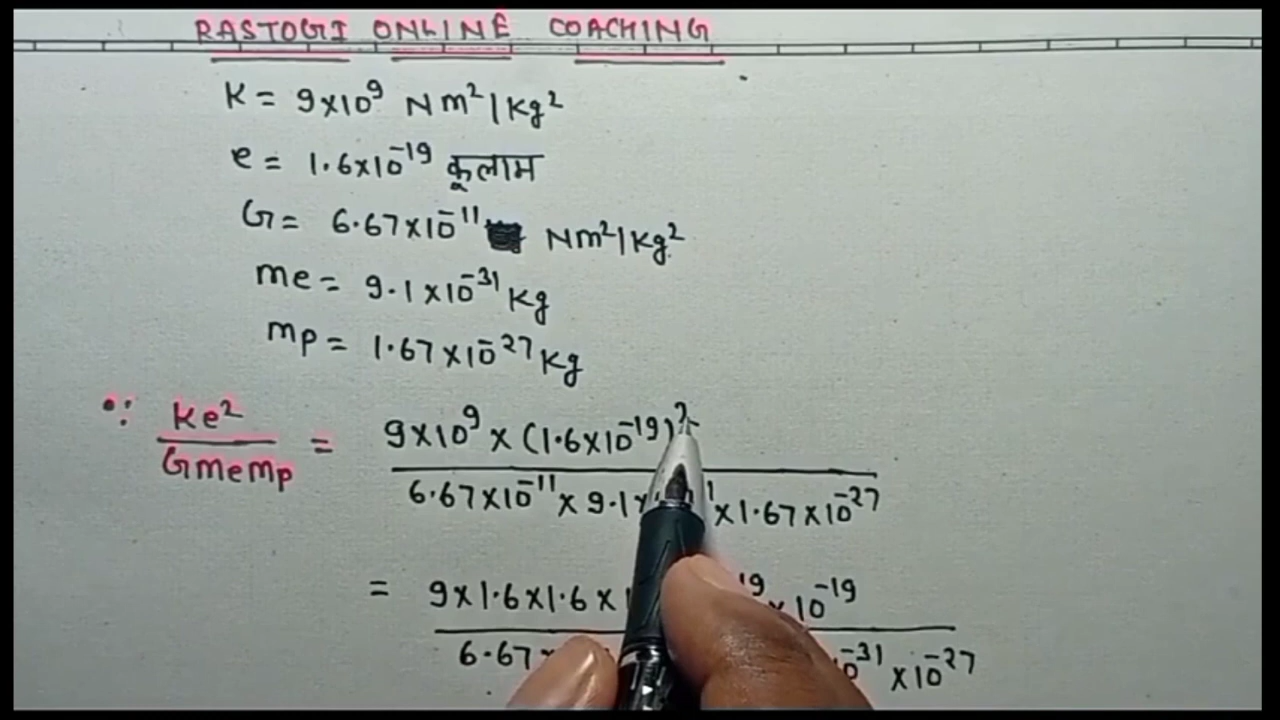 RASTOGI ONLINE COACHING
K = 9×10⁹ Nm²/Kg²
e = 1.6×10⁻¹⁹ कूलाम
G = 6.67×10⁻¹¹ Nm²/Kg²
me = 9.1×10⁻³¹ Kg
mp = 1.67×10⁻²⁷ Kg
∵ Ke² = 9×10⁹ × (1.6×10⁻¹⁹)²
Gmemp 6.67×10⁻¹¹ × 9.1× ×1.67×10⁻²⁷
= 9×1.6×1.6× ×10⁻¹⁹
6.67× ×10⁻²⁷